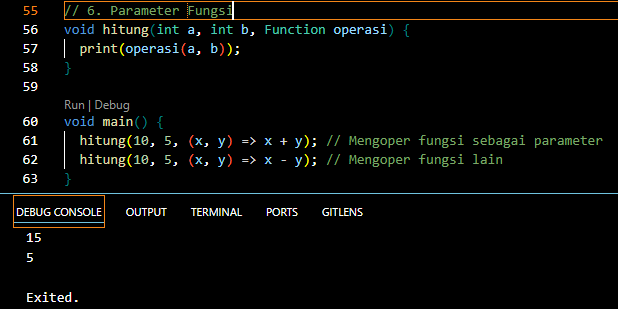 55 // 6. Parameter Fungsi
56 void hitung(int a, int b, Function operasi) {
57   print(operasi(a, b));
58 }
59
Run | Debug
60 void main() {
61   hitung(10, 5, (x, y) => x + y); // Mengoper fungsi sebagai parameter
62   hitung(10, 5, (x, y) => x - y); // Mengoper fungsi lain
63 }
DEBUG CONSOLE OUTPUT TERMINAL PORTS GITLENS
15
5
Exited.